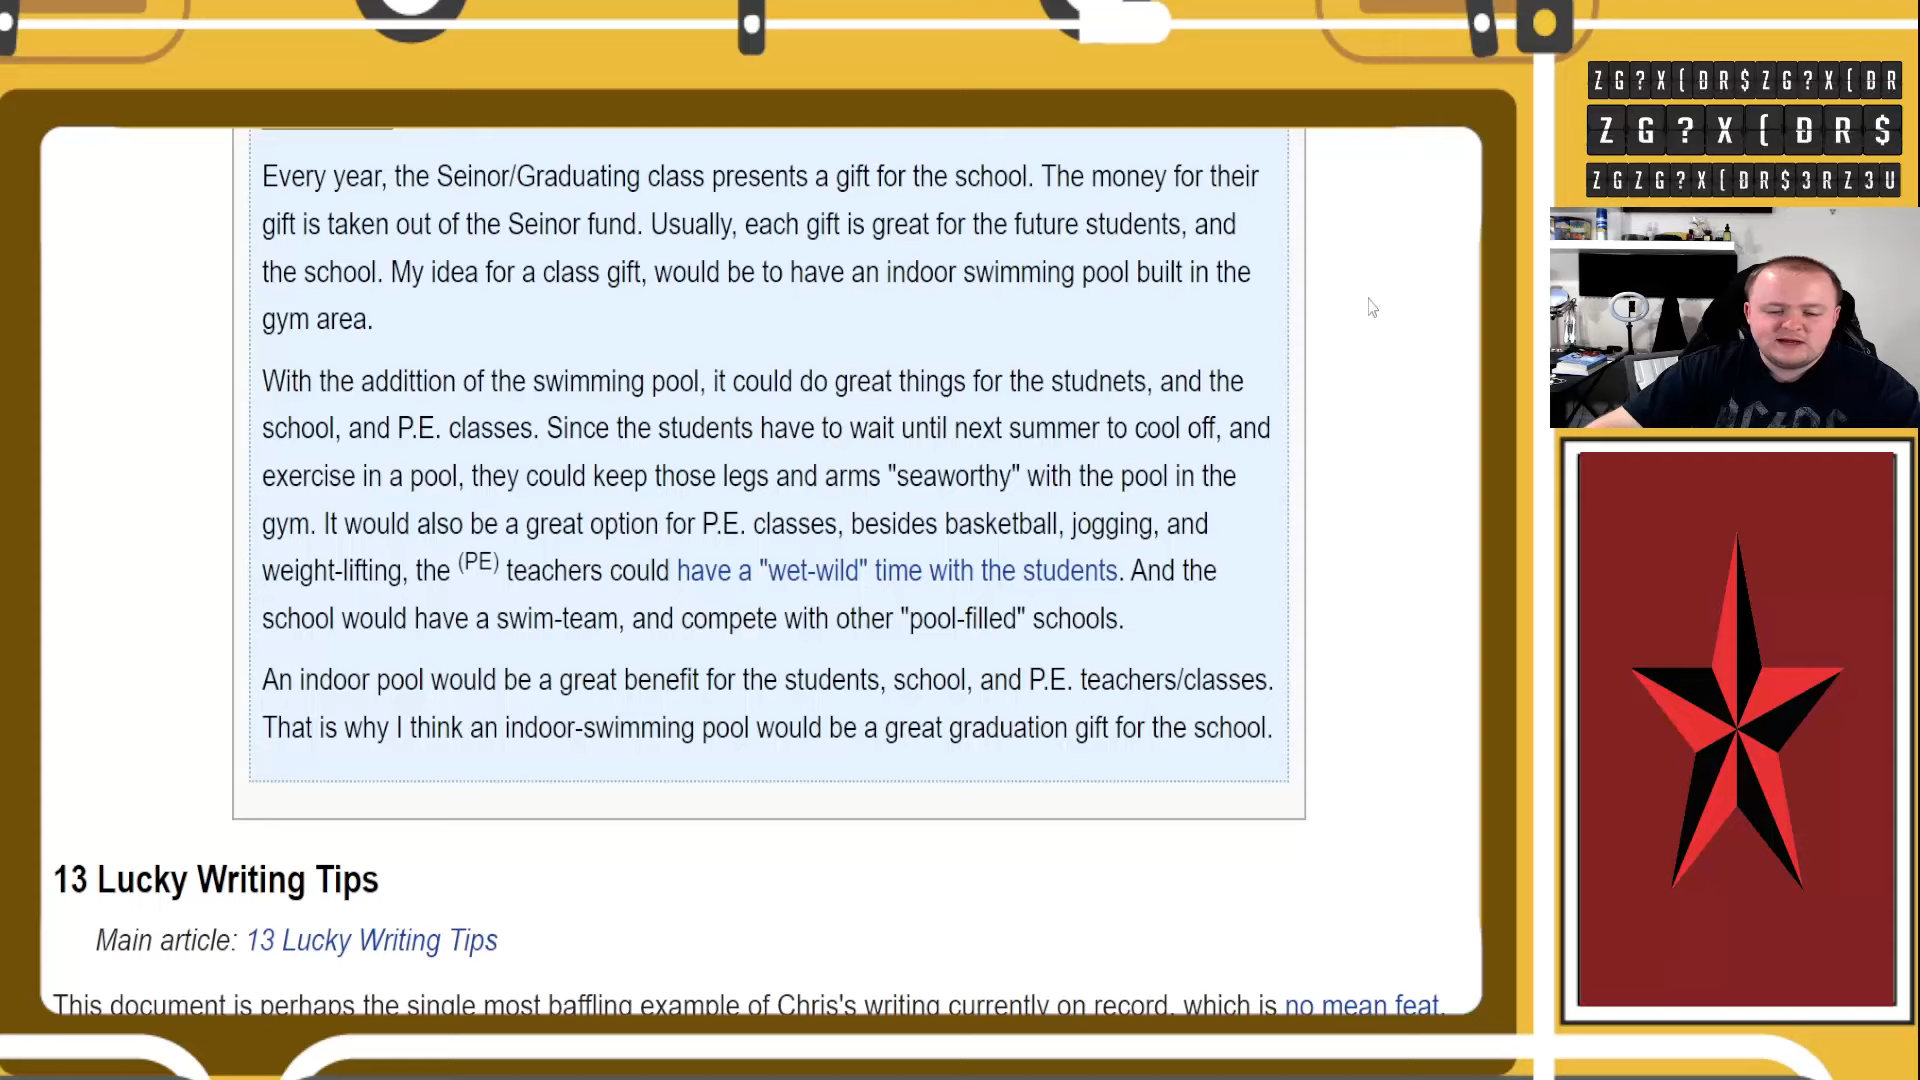 Every year, the Seinor/Graduating class presents a gift for the school. The money for their
gift is taken out of the Seinor fund. Usually, each gift is great for the future students, and
the school. My idea for a class gift, would be to have an indoor swimming pool built in the
gym area.
With the addittion of the swimming pool, it could do great things for the studnets, and the
school, and P.E. classes. Since the students have to wait until next summer to cool off, and
exercise in a pool, they could keep those legs and arms "seaworthy" with the pool in the
gym. It would also be a great option for P.E. classes, besides basketball, jogging, and
weight-lifting, the (PE) teachers could have a "wet-wild" time with the students. And the
school would have a swim-team, and compete with other "pool-filled" schools.
An indoor pool would be a great benefit for the students, school, and P.E. teachers/classes.
That is why I think an indoor-swimming pool would be a great graduation gift for the school.
13 Lucky Writing Tips
Main article: 13 Lucky Writing Tips
This document is perhaps the single most baffling example of Chris's writing currently on record, which is no mean feat.
ZG?X(DR$ZG?X(DR
ZG?X(DR$
ZGZG?X(DR$3RZ3U